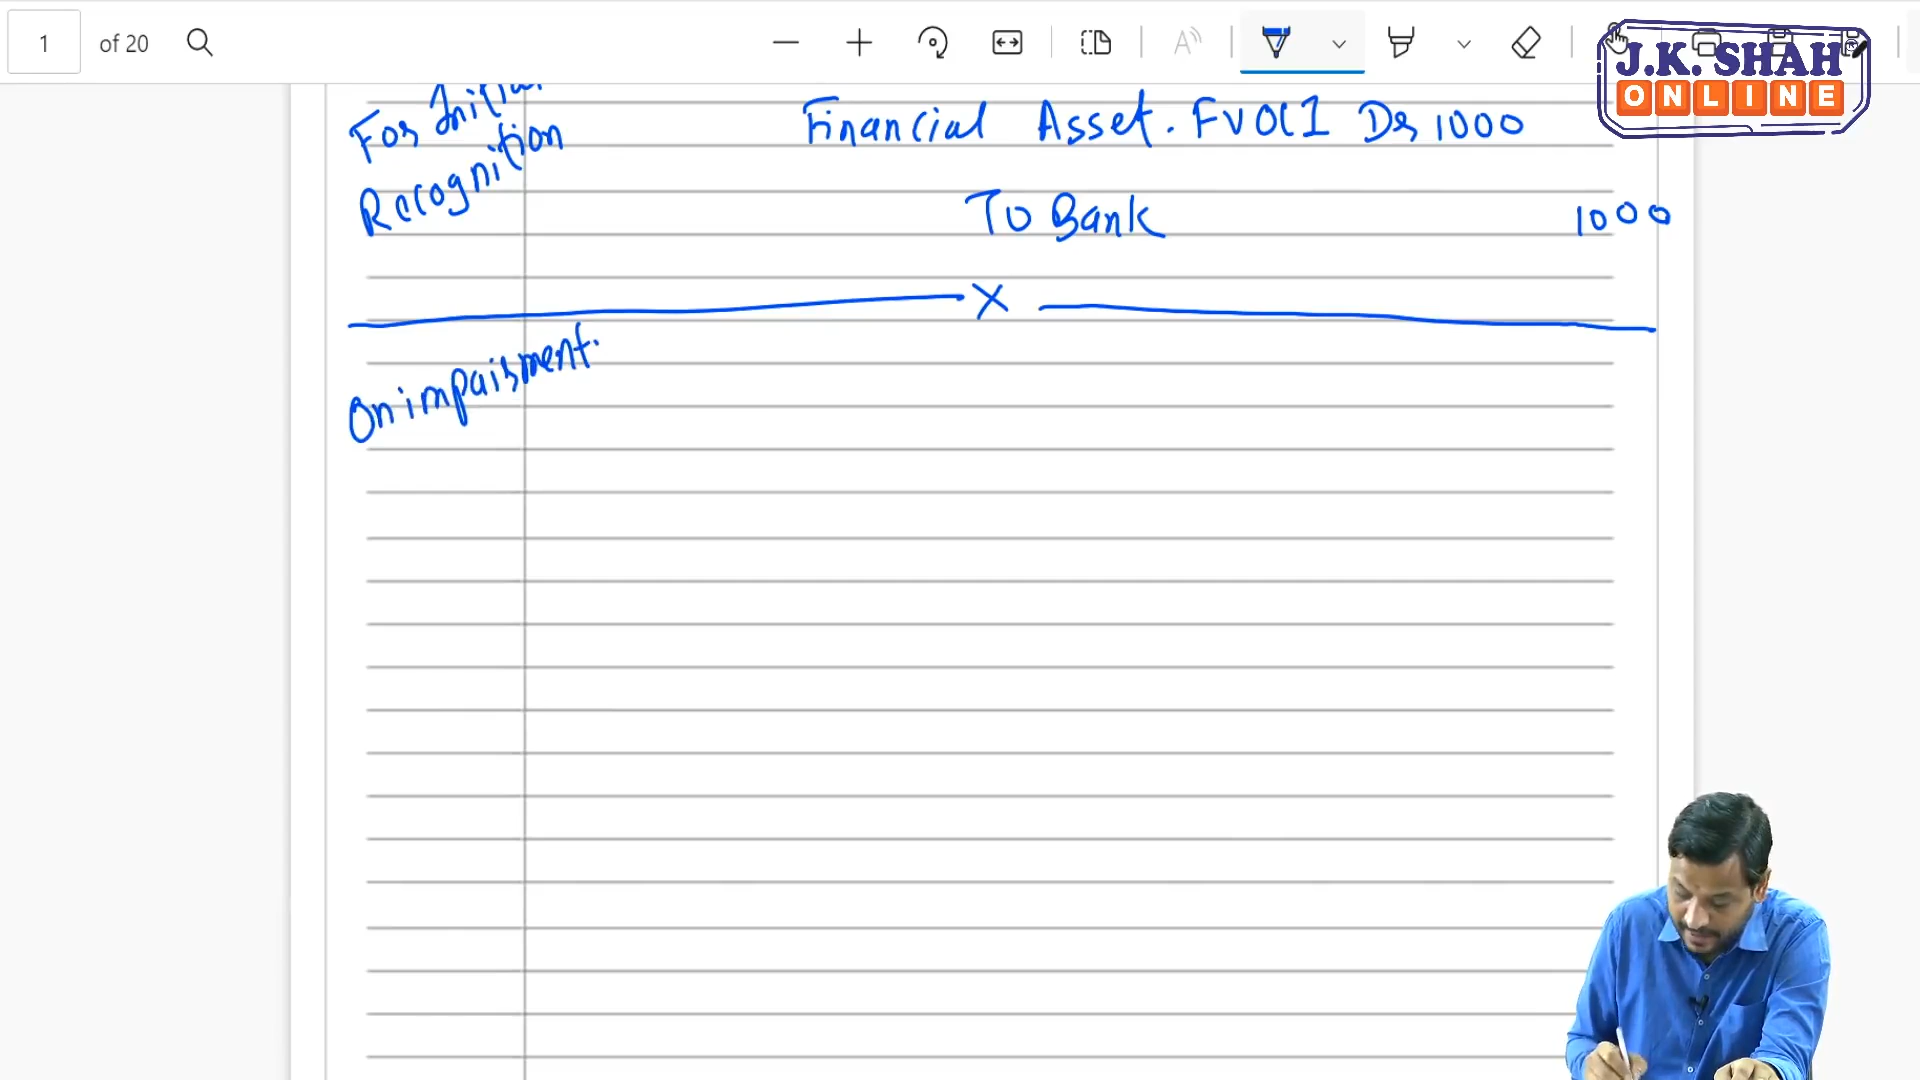 1 of 20
J.K. SHAH
ONLINE
For Initial
Recognition
Financial Asset. FVOCI Dr 1000
To Bank 1000
X
On impairment.